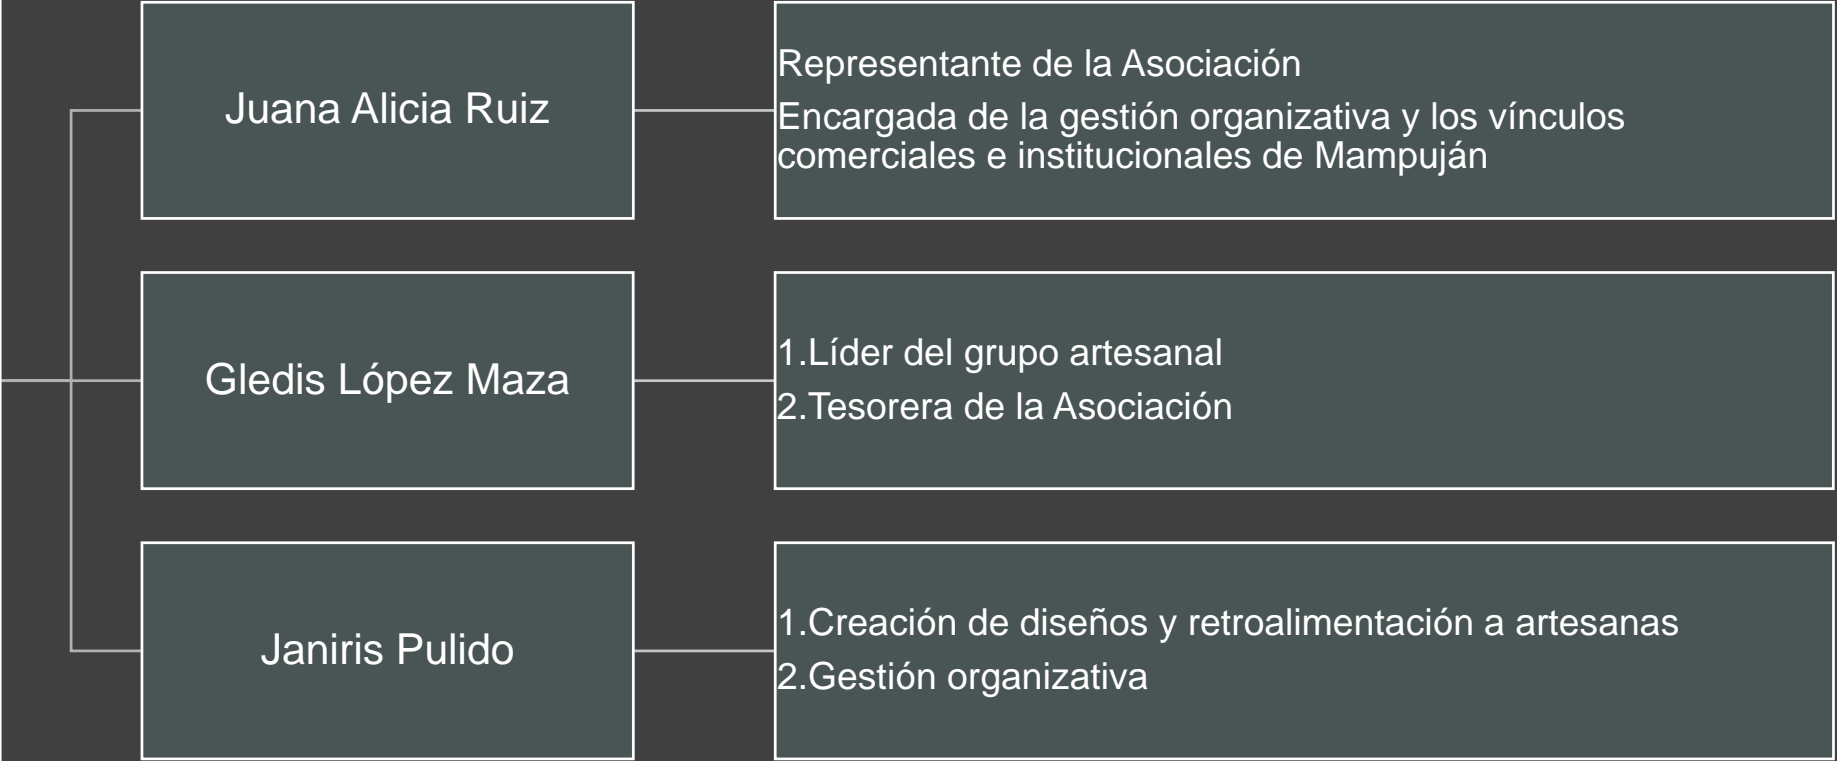 Juana Alicia Ruiz
Representante de la Asociación
Encargada de la gestión organizativa y los vínculos
comerciales e institucionales de Mampuján
Gledis López Maza
1.Líder del grupo artesanal
2.Tesorera de la Asociación
Janiris Pulido
1.Creación de diseños y retroalimentación a artesanas
2.Gestión organizativa